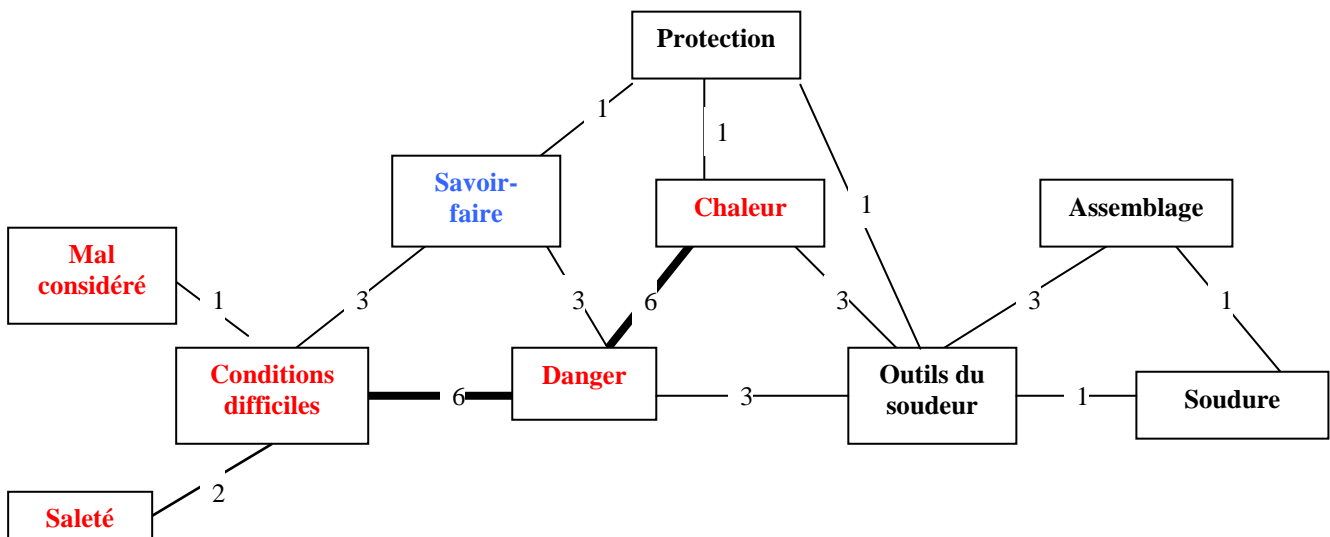 Protection
1
1
Savoir-
faire
Chaleur
1
Assemblage
Mal
considéré
1
3
3
6
3
3
1
Conditions
difficiles
6
Danger
3
Outils du
soudeur
1
Soudure
2
Saleté